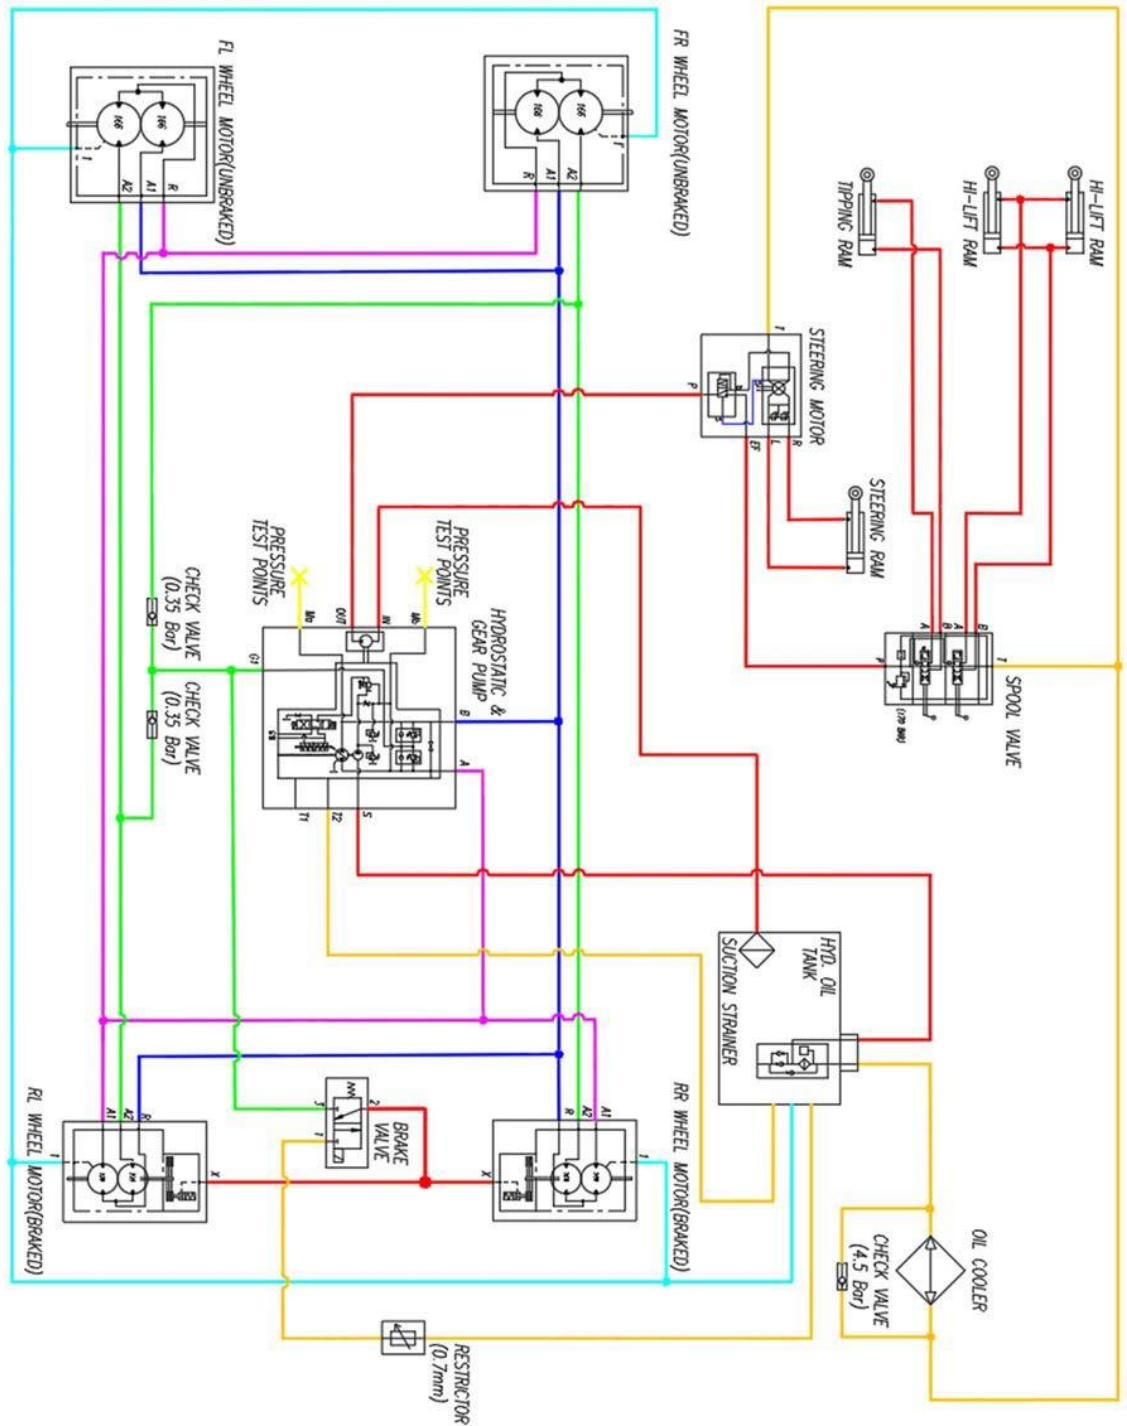 FL WHEEL MOTOR(UNBRAKED)
166
166
T
A2
A1
R
FR WHEEL MOTOR(UNBRAKED)
166
T
R
A1
A2
TIPPING
RAM
HI-LIFT RAM
HI-LIFT RAM
STEERING MOTOR
T
P
EF
L
R
STEERING
RAM
SPOOL VALVE
A
B
A
B
P
T
PRESSURE
TEST POINTS
PRESSURE
TEST POINTS
HYDROSTATIC &
GEAR PUMP
Ma
OUT
IN
Mb
G1
B
A
T1
T2
S
CHECK VALVE
(0.35 Bar)
CHECK VALVE
(0.35 Bar)
HYD. OIL
TANK
SUCTION STRAINER
BRAKE
VALVE
3
2
1
RL WHEEL MOTOR(BRAKED)
A1
A2
R
X
RR WHEEL MOTOR(BRAKED)
R
A2
A1
X
OIL COOLER
CHECK VALVE
(4.5 Bar)
RESTRICTOR
(0.7mm)